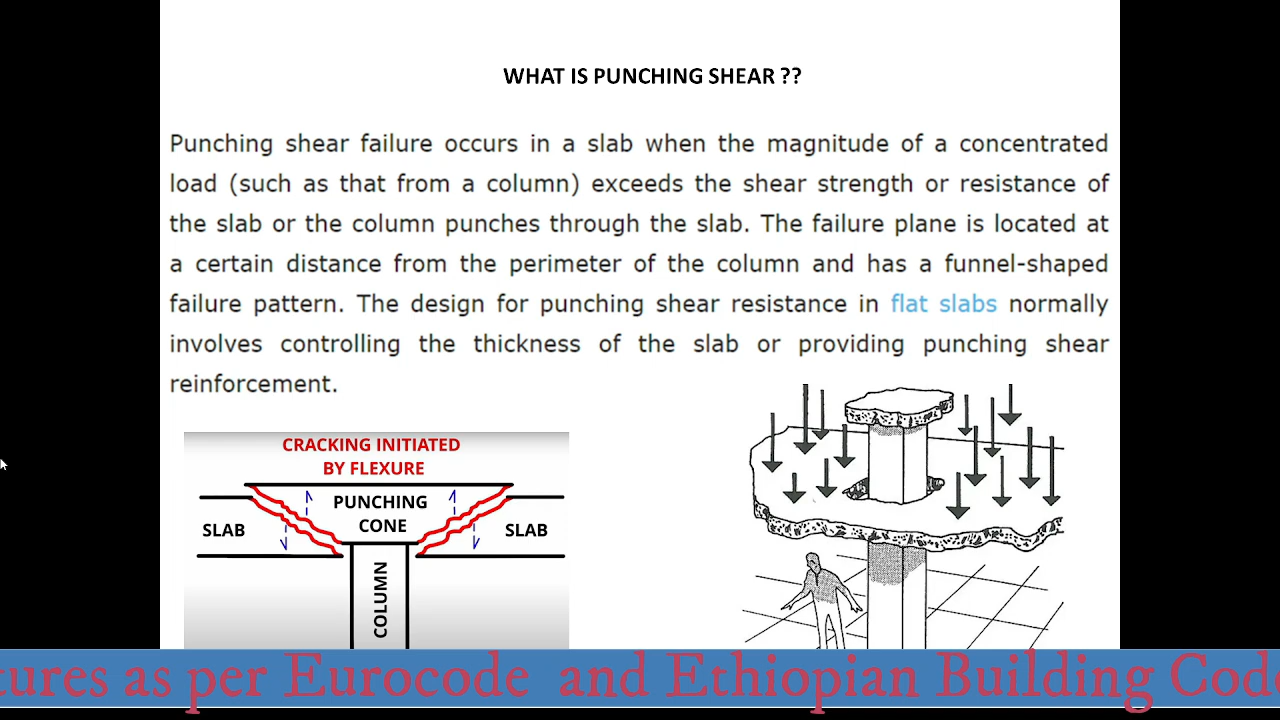 WHAT IS PUNCHING SHEAR ??
Punching shear failure occurs in a slab when the magnitude of a concentrated
load (such as that from a column) exceeds the shear strength or resistance of
the slab or the column punches through the slab. The failure plane is located at
a certain distance from the perimeter of the column and has a funnel-shaped
failure pattern. The design for punching shear resistance in flat slabs normally
involves controlling the thickness of the slab or providing punching shear
reinforcement.
CRACKING INITIATED
BY FLEXURE
PUNCHING
CONE
SLAB
SLAB
COLUMN
tures as per Eurocode and Ethiopian Building Code